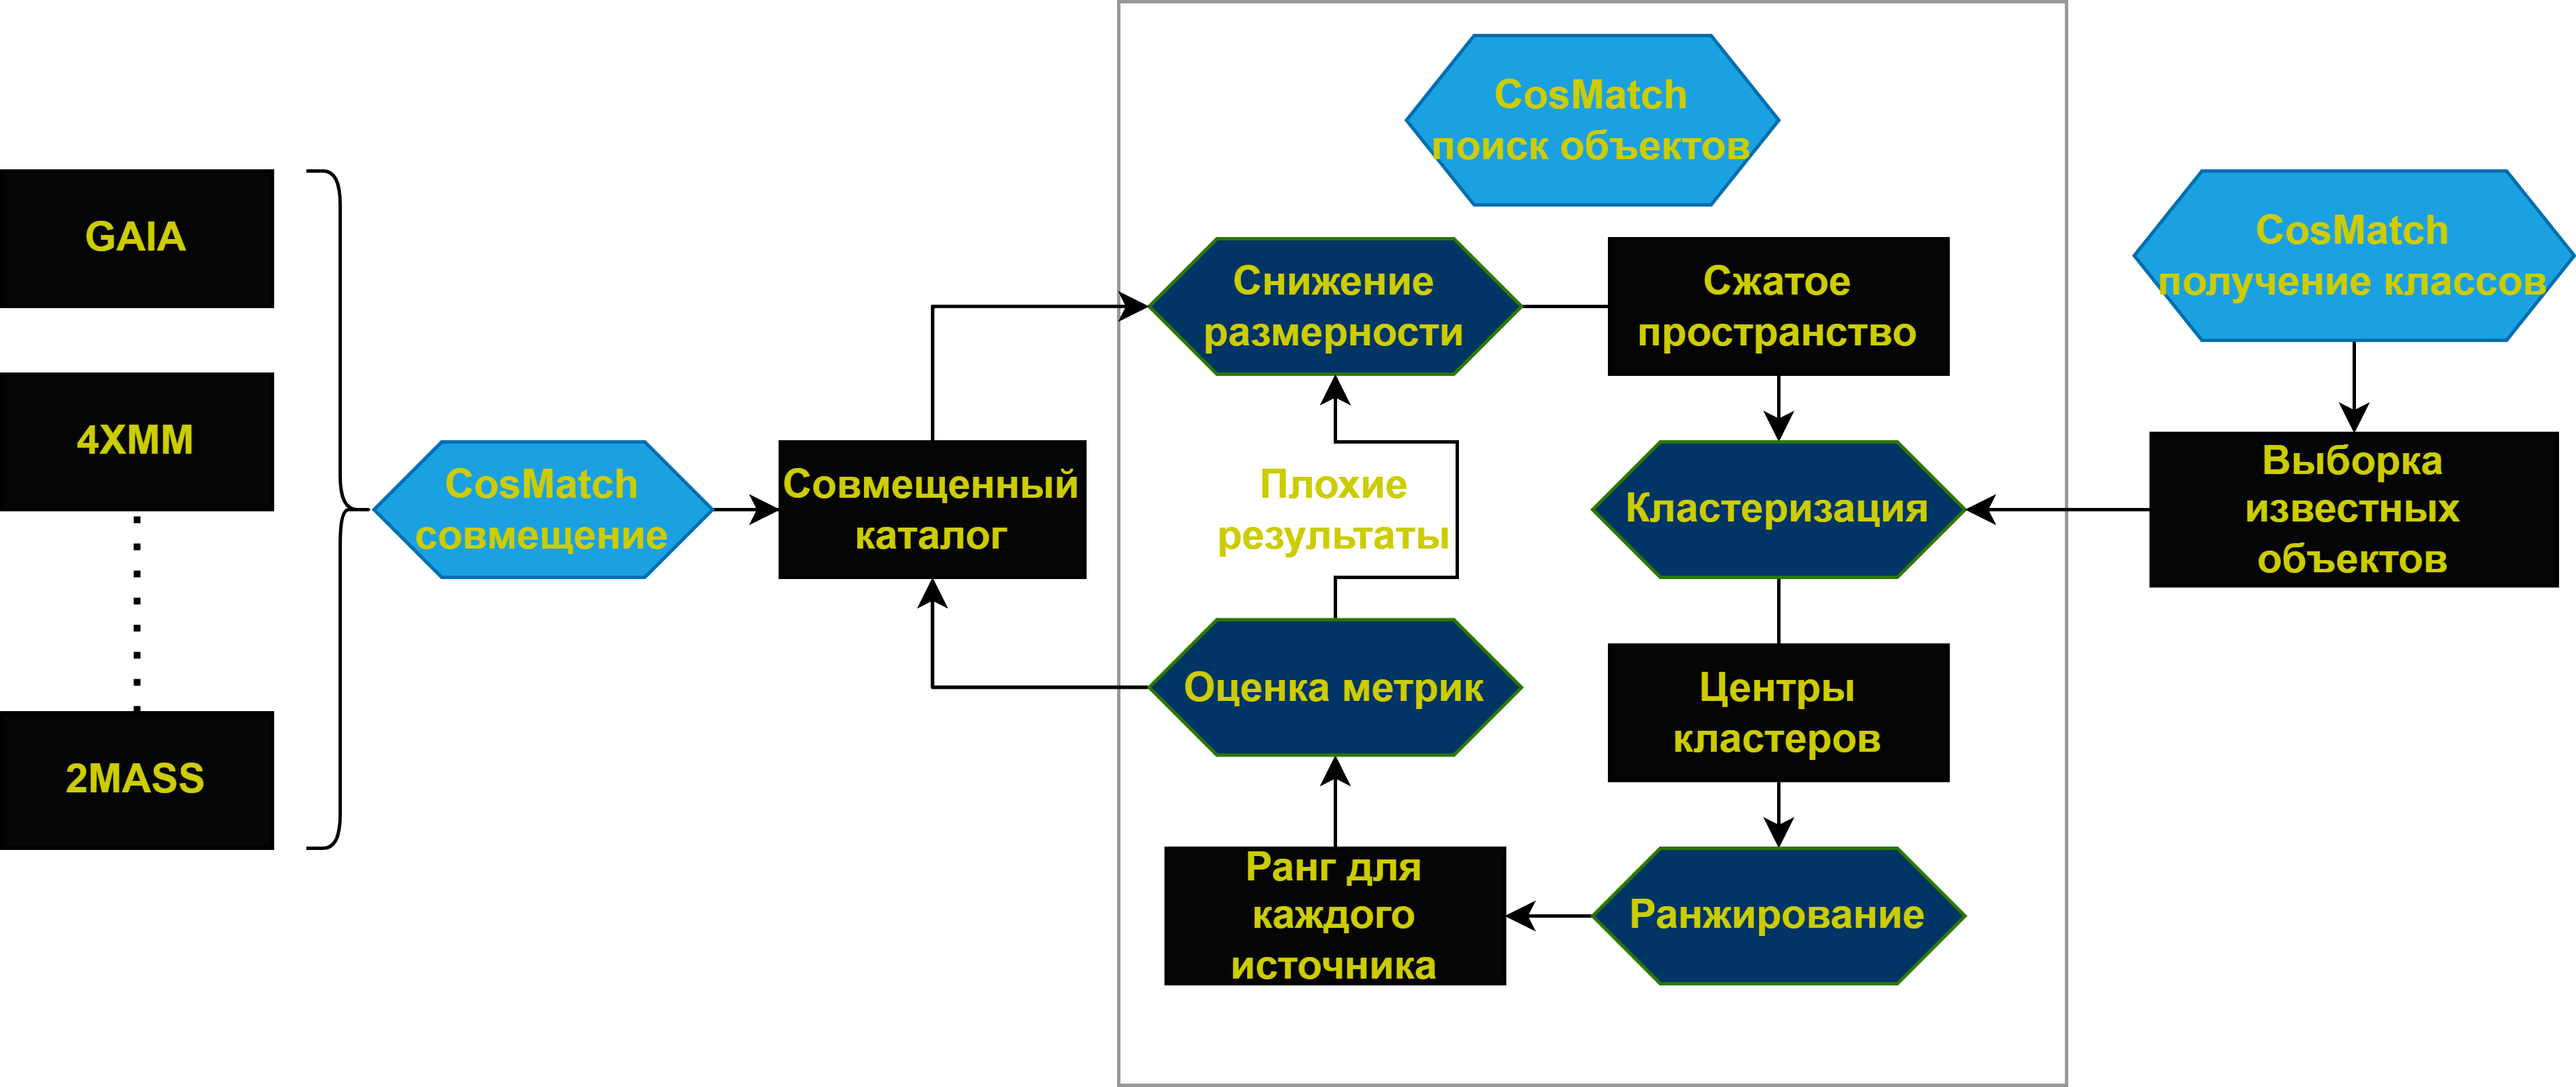 GAIA
4XMM
2MASS
CosMatch
совмещение
Совмещенный
каталог
CosMatch
поиск объектов
Снижение
размерности
Сжатое
пространство
Плохие
результаты
Кластеризация
Оценка метрик
Центры
кластеров
Ранг для
каждого
источника
Ранжирование
CosMatch
получение классов
Выборка
известных
объектов